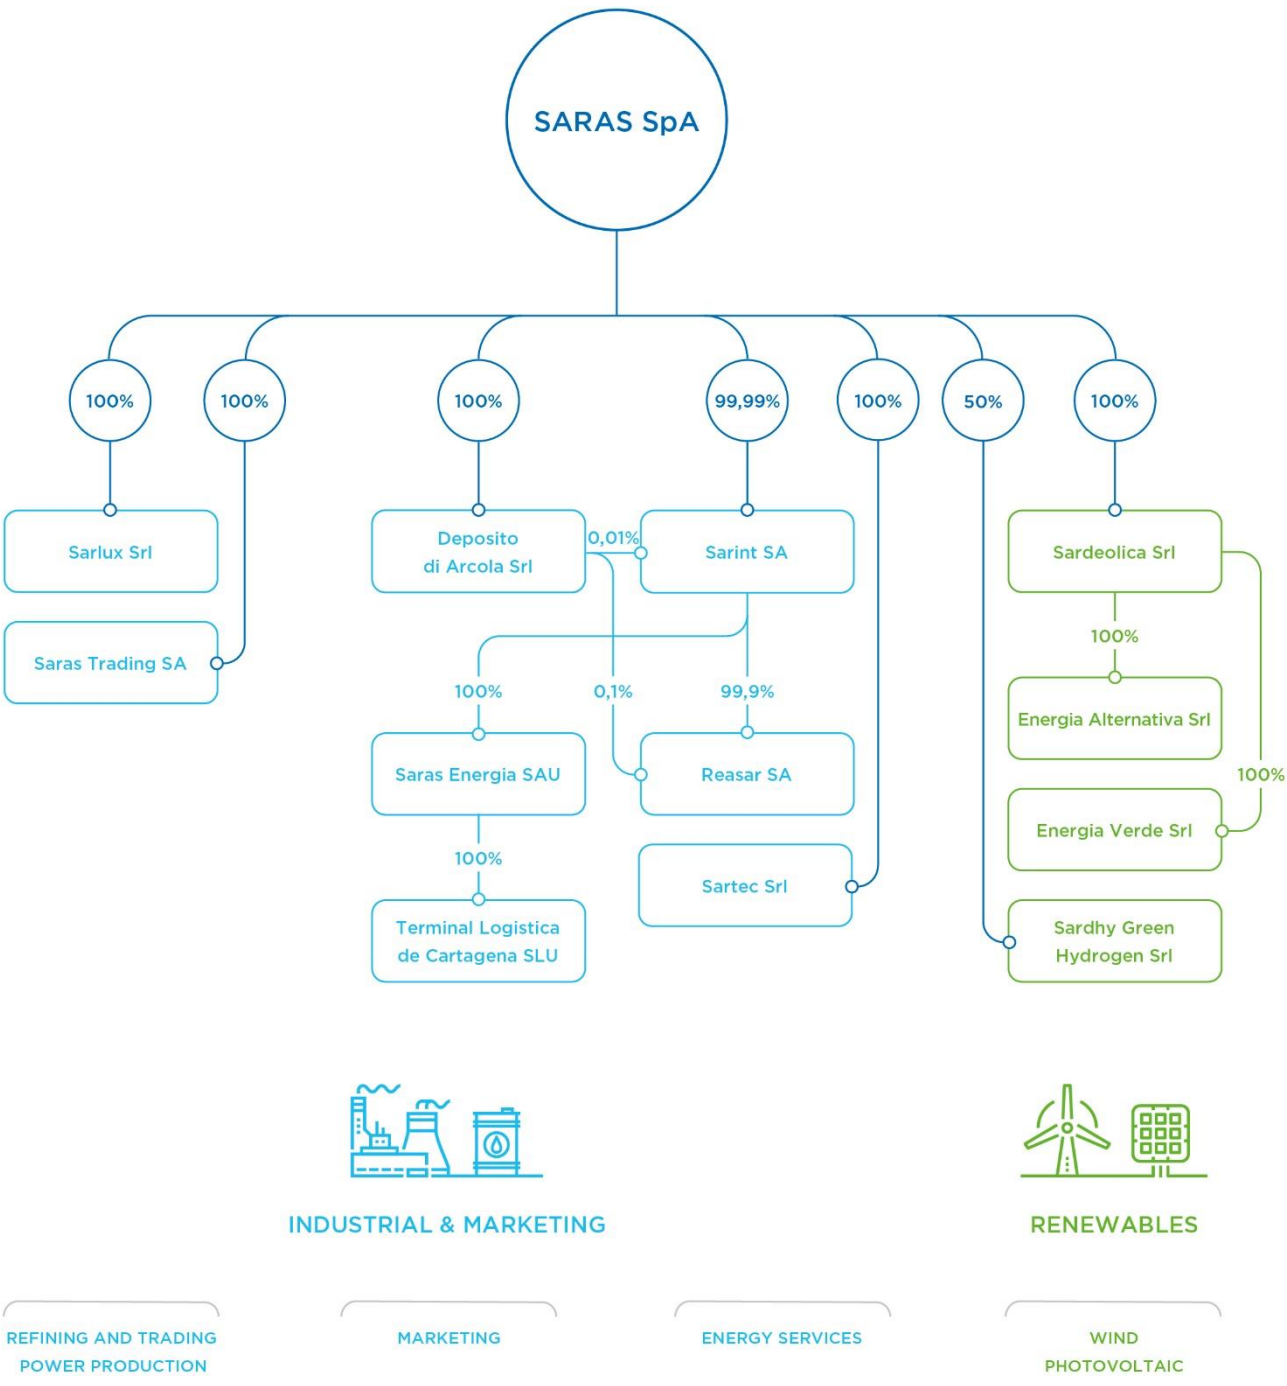 SARAS SpA
100%
100%
100%
99,99%
100%
50%
100%
Sarlux Srl
Deposito
di Arcola Srl
0,01%
Sarint SA
Sardeolica Srl
Saras Trading SA
100%
100%
0,1%
99,9%
Energia Alternativa Srl
Saras Energia SAU
Reasar SA
100%
Energia Verde Srl
100%
Sartec Srl
Terminal Logistica
de Cartagena SLU
Sardhy Green
Hydrogen Srl
INDUSTRIAL & MARKETING
RENEWABLES
REFINING AND TRADING
POWER PRODUCTION
MARKETING
ENERGY SERVICES
WIND
PHOTOVOLTAIC